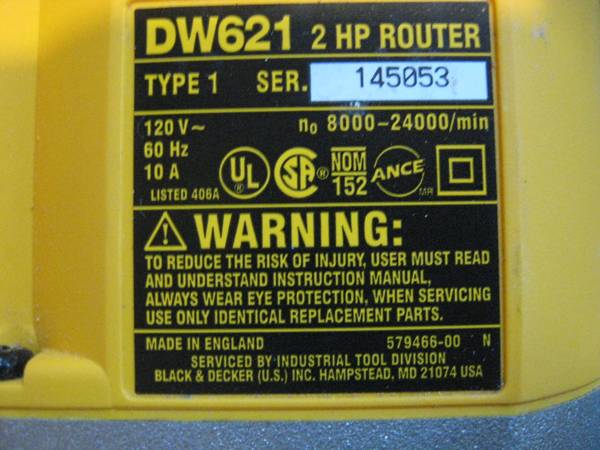 DW621 2 HP ROUTER
TYPE 1 SER. 145053
120 V~ n₀ 8000-24000/min
60 Hz
10 A
UL
SA ®
NOM
152
ANCE
MR
LISTED 406A
WARNING:
TO REDUCE THE RISK OF INJURY, USER MUST READ
AND UNDERSTAND INSTRUCTION MANUAL,
ALWAYS WEAR EYE PROTECTION, WHEN SERVICING
USE ONLY IDENTICAL REPLACEMENT PARTS.
MADE IN ENGLAND 579466-00 N
SERVICED BY INDUSTRIAL TOOL DIVISION
BLACK & DECKER (U.S.) INC. HAMPSTEAD, MD 21074 USA